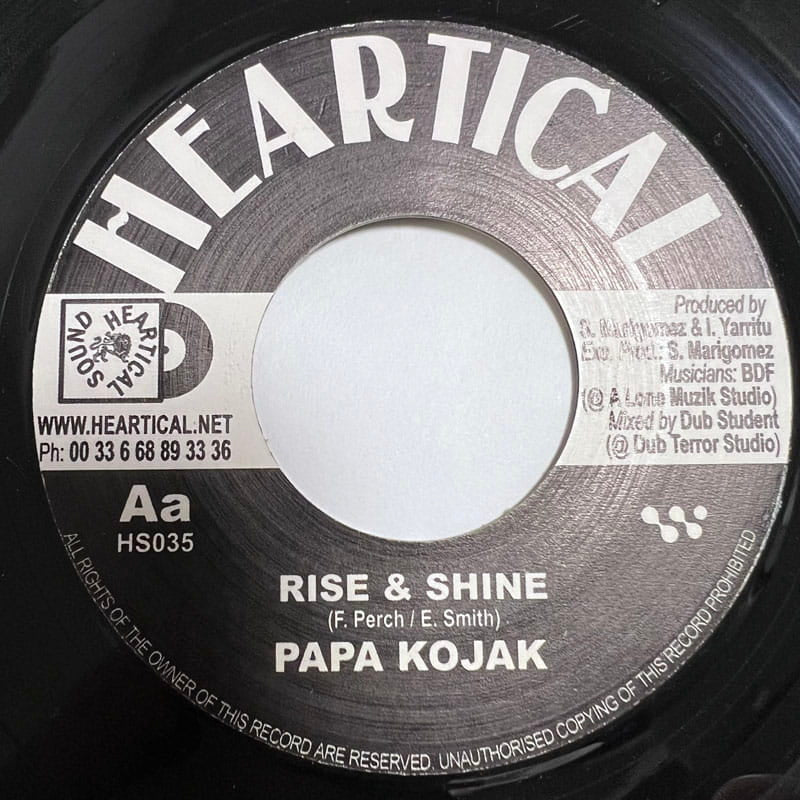 HEARTICAL
HEARTICAL
SOUND
WWW.HEARTICAL.NET
Ph: 00 33 6 68 89 33 36
Produced by
S. Marigomez & I. Yarritu
Exe. Prod.: S. Marigomez
Musicians: BDF
(@ A Lone Muzik Studio)
Mixed by Dub Student
(@ Dub Terror Studio)
Aa
HS035
RISE & SHINE
(F. Perch / E. Smith)
PAPA KOJAK
ALL RIGHTS OF THE OWNER OF THIS RECORD ARE RESERVED. UNAUTHORISED COPYING OF THIS RECORD PROHIBITED